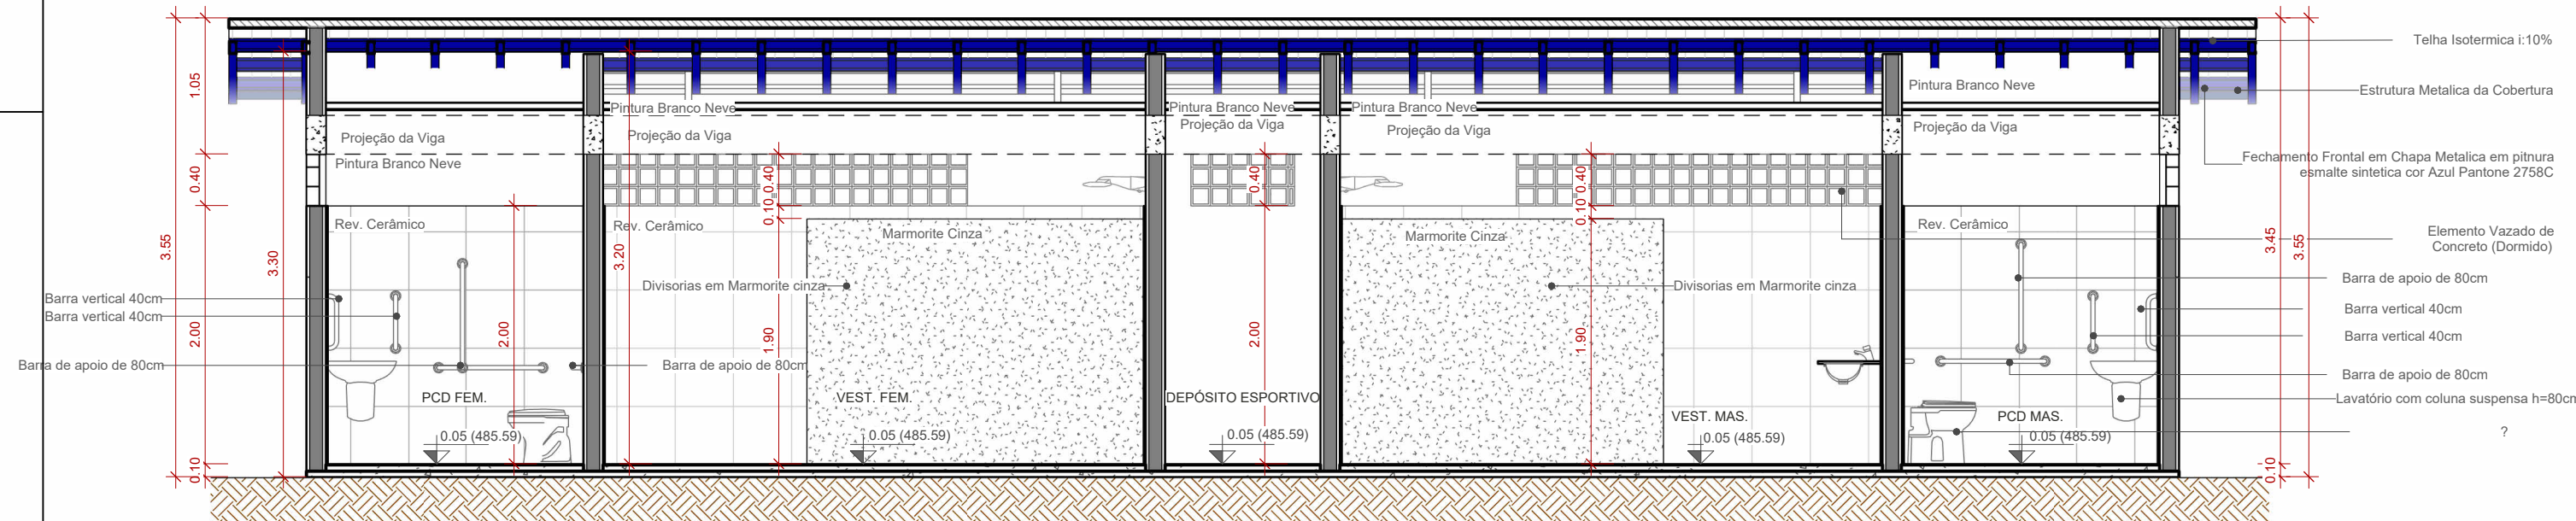 Telha Isotermica i:10%
Estrutura Metalica da Cobertura
Fechamento Frontal em Chapa Metalica em pitnura
esmalte sintetica cor Azul Pantone 2758C
Elemento Vazado de
Concreto (Dormido)
Barra de apoio de 80cm
Barra vertical 40cm
Barra vertical 40cm
Barra de apoio de 80cm
Lavatório com coluna suspensa h=80cm
?
Pintura Branco Neve
Pintura Branco Neve
Pintura Branco Neve
Pintura Branco Neve
Projeção da Viga
Projeção da Viga
Projeção da Viga
Projeção da Viga
Projeção da Viga
Pintura Branco Neve
Rev. Cerâmico
Rev. Cerâmico
Marmorite Cinza
Marmorite Cinza
Rev. Cerâmico
Divisorias em Marmorite cinza
Divisorias em Marmorite cinza
Barra vertical 40cm
Barra vertical 40cm
Barra de apoio de 80cm
Barra de apoio de 80cm
PCD FEM.
VEST. FEM.
DEPÓSITO ESPORTIVO
VEST. MAS.
PCD MAS.
0.05 (485.59)
0.05 (485.59)
0.05 (485.59)
0.05 (485.59)
0.05 (485.59)
3.55
1.05
0.40
2.00
0.10
3.30
2.00
3.20
0.40
0.10
1.90
0.40
2.00
0.40
0.10
1.90
3.45
0.10
3.55